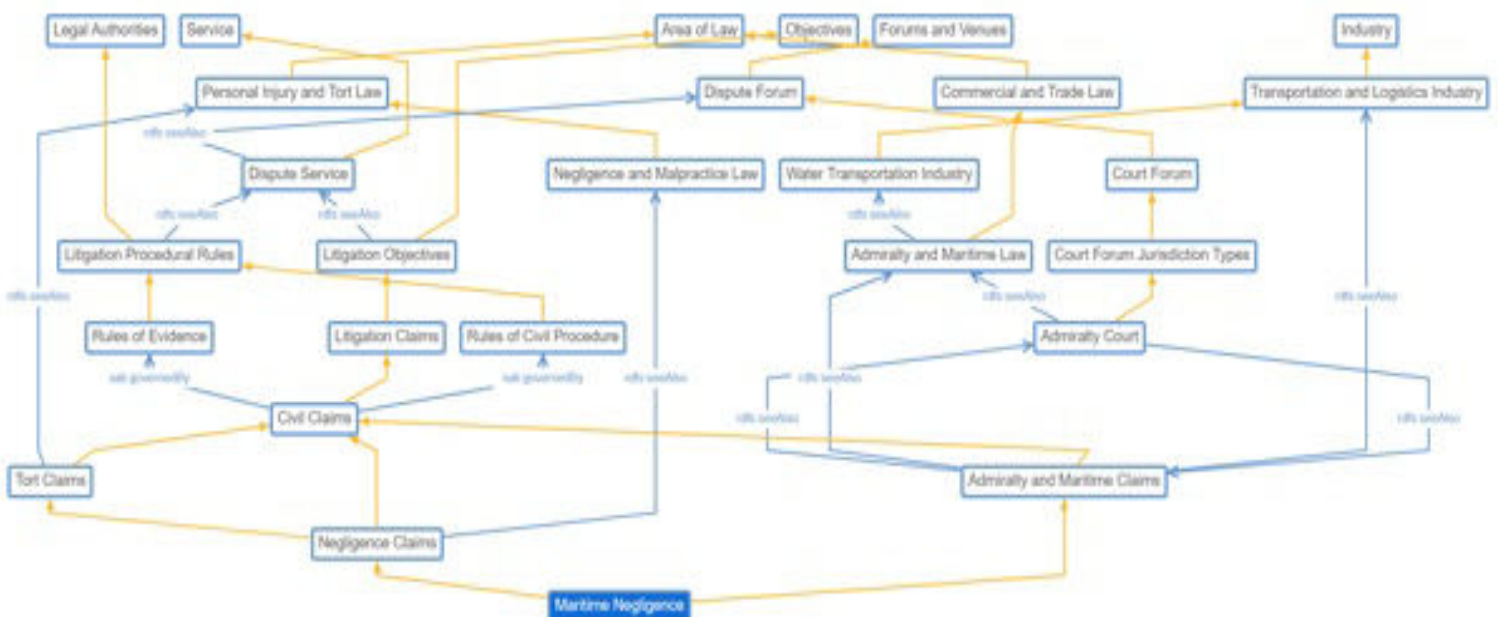 Legal Authorities
Service
Area of Law
Objectives
Forums and Venues
Industry
Personal Injury and Tort Law
Dispute Forum
Commercial and Trade Law
Transportation and Logistics Industry
rdfs:seeAlso
Dispute Service
Negligence and Malpractice Law
Water Transportation Industry
Court Forum
rdfs:seeAlso
rdfs:seeAlso
rdfs:seeAlso
Litigation Procedural Rules
Litigation Objectives
Admiralty and Maritime Law
Court Forum Jurisdiction Types
rdfs:seeAlso
rdfs:seeAlso
rdfs:seeAlso
Rules of Evidence
Litigation Claims
Rules of Civil Procedure
Admiralty Court
sali:governedBy
sali:governedBy
rdfs:seeAlso
rdfs:seeAlso
Civil Claims
rdfs:seeAlso
rdfs:seeAlso
Tort Claims
Admiralty and Maritime Claims
Negligence Claims
Maritime Negligence